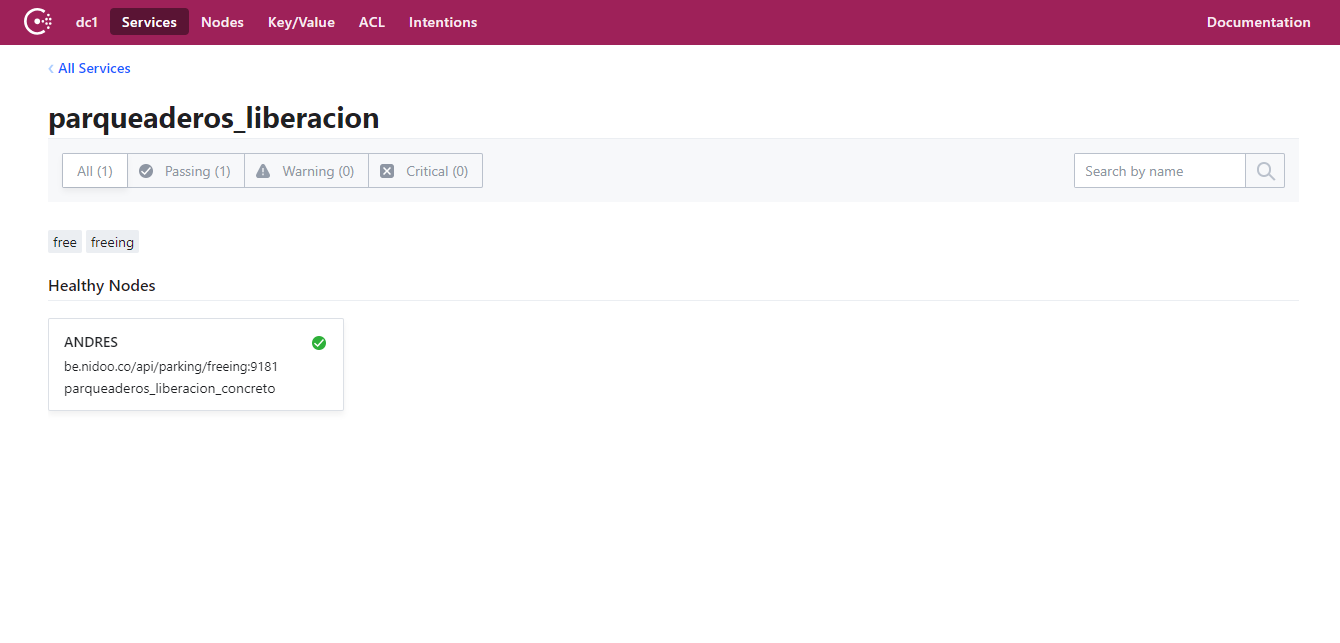 dc1 Services Nodes Key/Value ACL Intentions Documentation
All Services
parqueaderos_liberacion
All (1) Passing (1) Warning (0) Critical (0) Search by name
free freeing
Healthy Nodes
ANDRES
be.nidoo.co/api/parking/freeing:9181
parqueaderos_liberacion_concreto